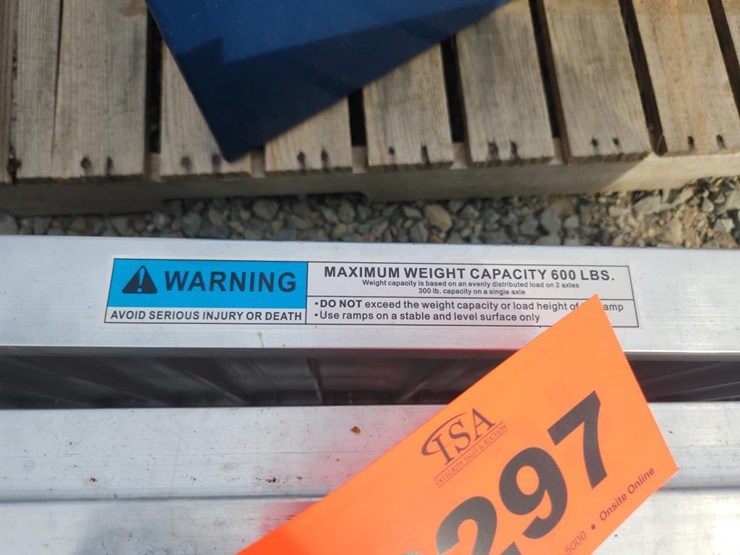 WARNING
AVOID SERIOUS INJURY OR DEATH
MAXIMUM WEIGHT CAPACITY 600 LBS.
Weight capacity is based on an evenly distributed load on 2 axles
300 lb. capacity on a single axle
•DO NOT exceed the weight capacity or load height of
•Use ramps on a stable and level surface only
ISA
297
6000 • Onsite Online